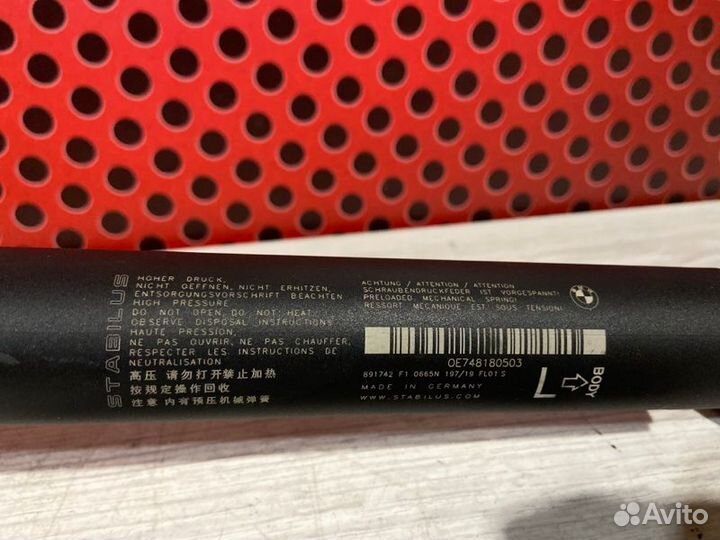 STABILUS
HOHER DRUCK,
NICHT OEFFNEN, NICHT ERHITZEN,
ENTSORGUNGSVORSCHRIFT BEACHTEN
HIGH PRESSURE
DO NOT OPEN, DO NOT HEAT,
OBSERVE DISPOSAL INSTRUCTIONS
HAUTE PRESSION,
NE PAS OUVRIR, NE PAS CHAUFFER,
RESPECTER LES INSTRUCTIONS DE
NEUTRALISATION
高压 请勿打开禁止加热
按规定操作回收
注意 内有预压机械弹簧
ACHTUNG / ATTENTION / ATTENTION
SCHRAUBENDRUCKFEDER IST VORGESPANNT!
PRELOADED MECHANICAL SPRING!
RESSORT MECANIQUE EST SOUS TENSION!
BMW
0E748180503
891742 F1 0665N 197/19 FL01 S
MADE IN GERMANY
WWW.STABILUS.COM
L
BODY
Avito